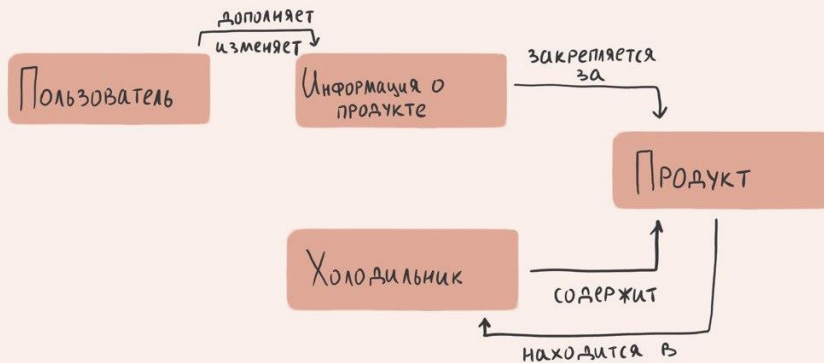 дополняет
изменяет
Пользователь
Информация о
продукте
закрепляется
за
Продукт
Холодильник
содержит
находится в